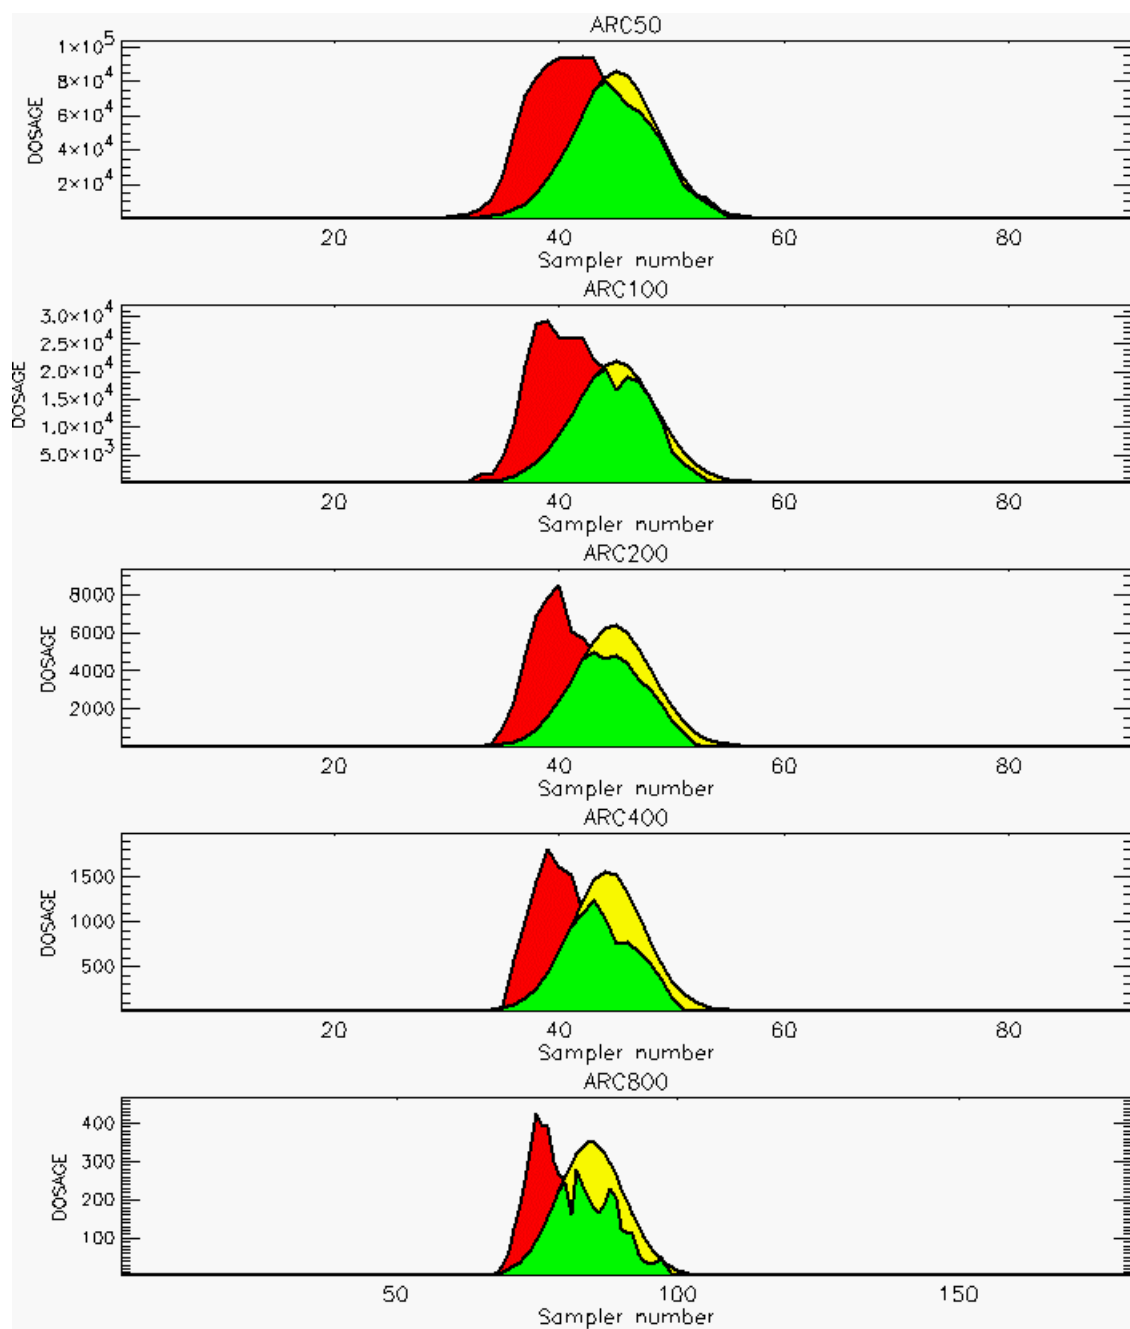 ARC50
1×10⁵
8×10⁴
6×10⁴
4×10⁴
2×10⁴
DOSAGE
20 40 60 80
Sampler number
ARC100
3.0×10⁴
2.5×10⁴
2.0×10⁴
1.5×10⁴
1.0×10⁴
5.0×10³
DOSAGE
20 40 60 80
Sampler number
ARC200
8000
6000
4000
2000
DOSAGE
20 40 60 80
Sampler number
ARC400
1500
1000
500
DOSAGE
20 40 60 80
Sampler number
ARC800
400
300
200
100
DOSAGE
50 100 150
Sampler number